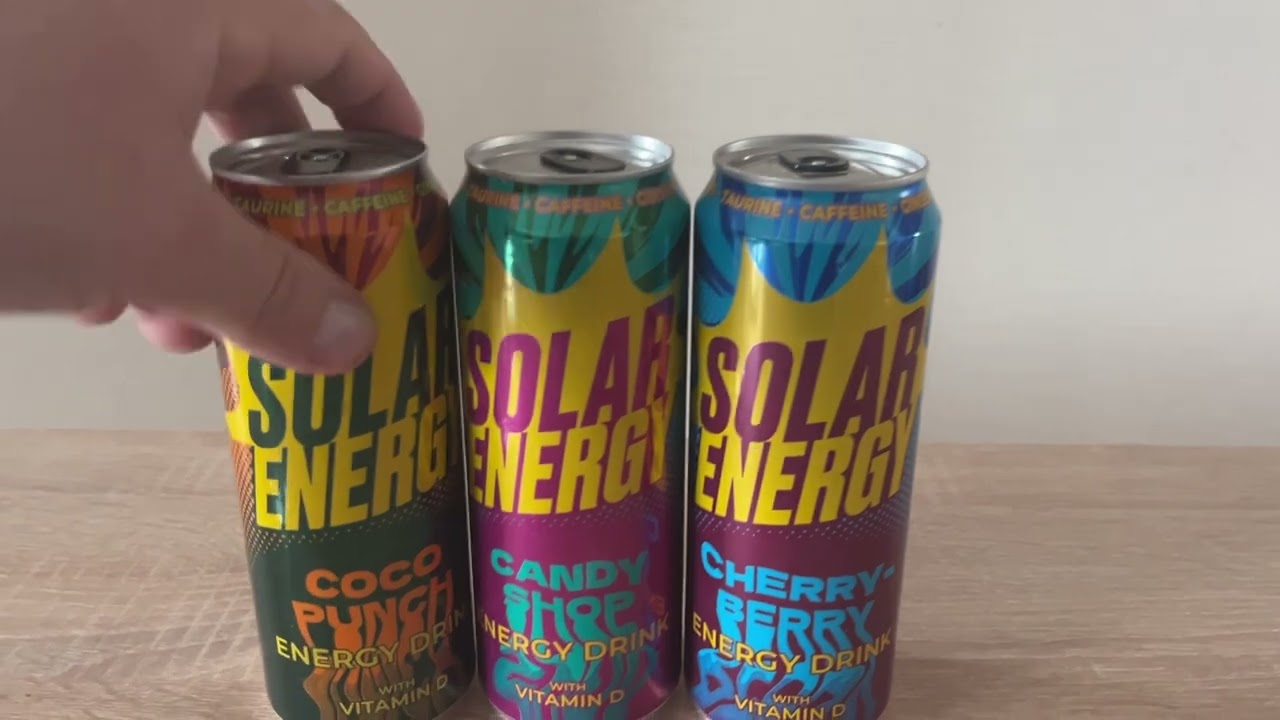 TAURINE • CAFFEINE
SOLAR
ENERGY
COCO
PUNCH
ENERGY DRIN
WITH
VITAMIN D
TAURINE • CAFFEINE
SOLAR
ENERGY
CANDY
SHOP
ENERGY DRINK
WITH
VITAMIN D
TAURINE • CAFFEINE
SOLAR
ENERGY
CHERRY-
BERRY
ENERGY DRINK
WITH
VITAMIN D